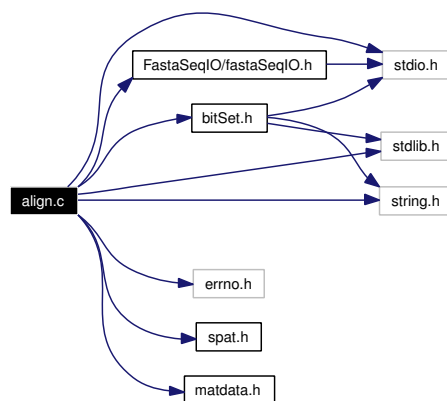 stdio.h
FastaSeqIO/fastaSeqIO.h
bitSet.h
stdlib.h
align.c
string.h
errno.h
spat.h
matdata.h